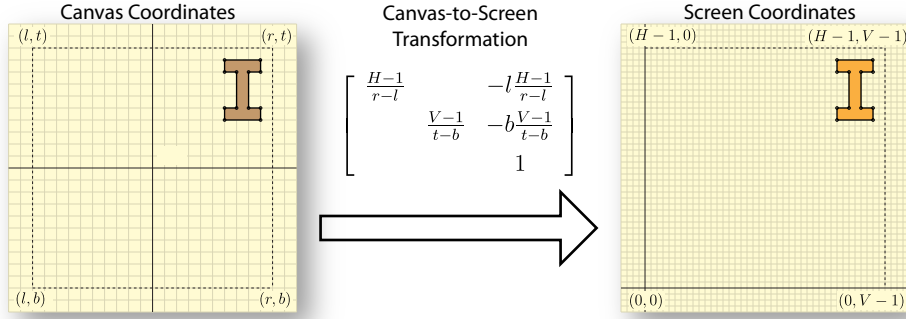 Canvas Coordinates
(l, t)
(r, t)
(l, b)
(r, b)
Canvas-to-Screen
Transformation
H−1/r−l −l H−1/r−l
V−1/t−b −b V−1/t−b
1
Screen Coordinates
(H − 1, 0)
(H − 1, V − 1)
(0, 0)
(0, V − 1)